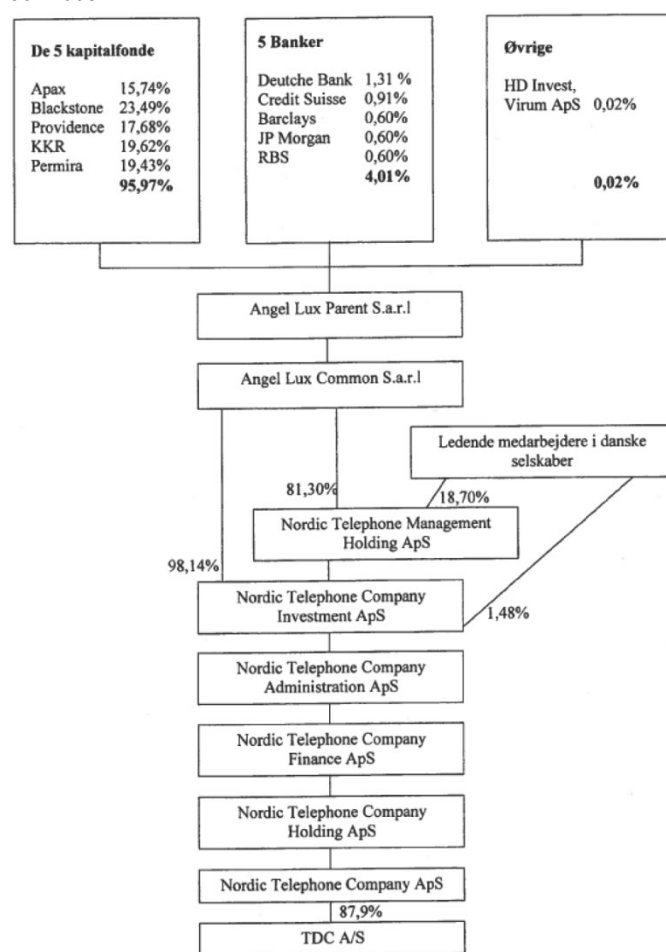 De 5 kapitalfonde
Apax 15,74%
Blackstone 23,49%
Providence 17,68%
KKR 19,62%
Permira 19,43%
95,97%
5 Banker
Deutche Bank 1,31 %
Credit Suisse 0,91%
Barclays 0,60%
JP Morgan 0,60%
RBS 0,60%
4,01%
Øvrige
HD Invest,
Virum ApS 0,02%
0,02%
Angel Lux Parent S.a.r.l
Angel Lux Common S.a.r.l
Ledende medarbejdere i danske
selskaber
81,30%
18,70%
Nordic Telephone Management
Holding ApS
98,14%
Nordic Telephone Company
Investment ApS
1,48%
Nordic Telephone Company
Administration ApS
Nordic Telephone Company
Finance ApS
Nordic Telephone Company
Holding ApS
Nordic Telephone Company ApS
87,9%
TDC A/S